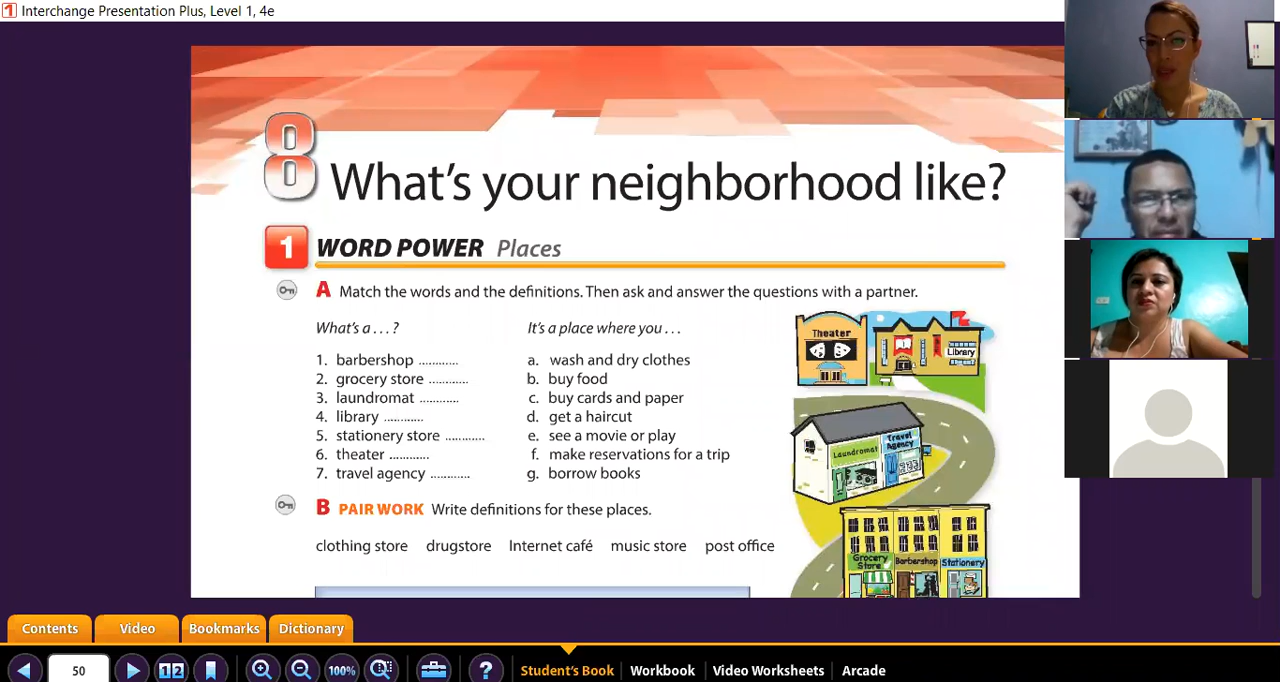 1 Interchange Presentation Plus, Level 1, 4e
8 What's your neighborhood like?
1 WORD POWER Places
A Match the words and the definitions. Then ask and answer the questions with a partner.
What's a . . . ?
1. barbershop ............
2. grocery store ............
3. laundromat ............
4. library ............
5. stationery store ............
6. theater ............
7. travel agency ............
It's a place where you . . .
a. wash and dry clothes
b. buy food
c. buy cards and paper
d. get a haircut
e. see a movie or play
f. make reservations for a trip
g. borrow books
Theater
Library
Laundromat
Travel
Agency
Grocery
Store
Barbershop
Stationery
B PAIR WORK Write definitions for these places.
clothing store drugstore Internet café music store post office
Contents Video Bookmarks Dictionary
50 1 2 100% ? Student's Book Workbook Video Worksheets Arcade